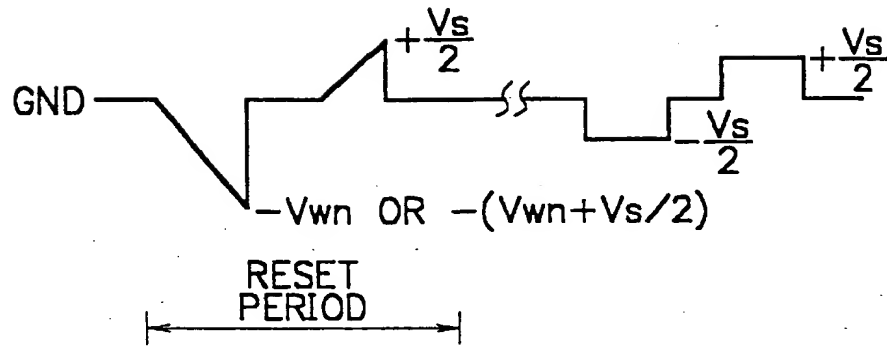 +Vs/2
GND
+Vs/2
-Vs/2
-Vwn OR -(Vwn+Vs/2)
RESET
PERIOD